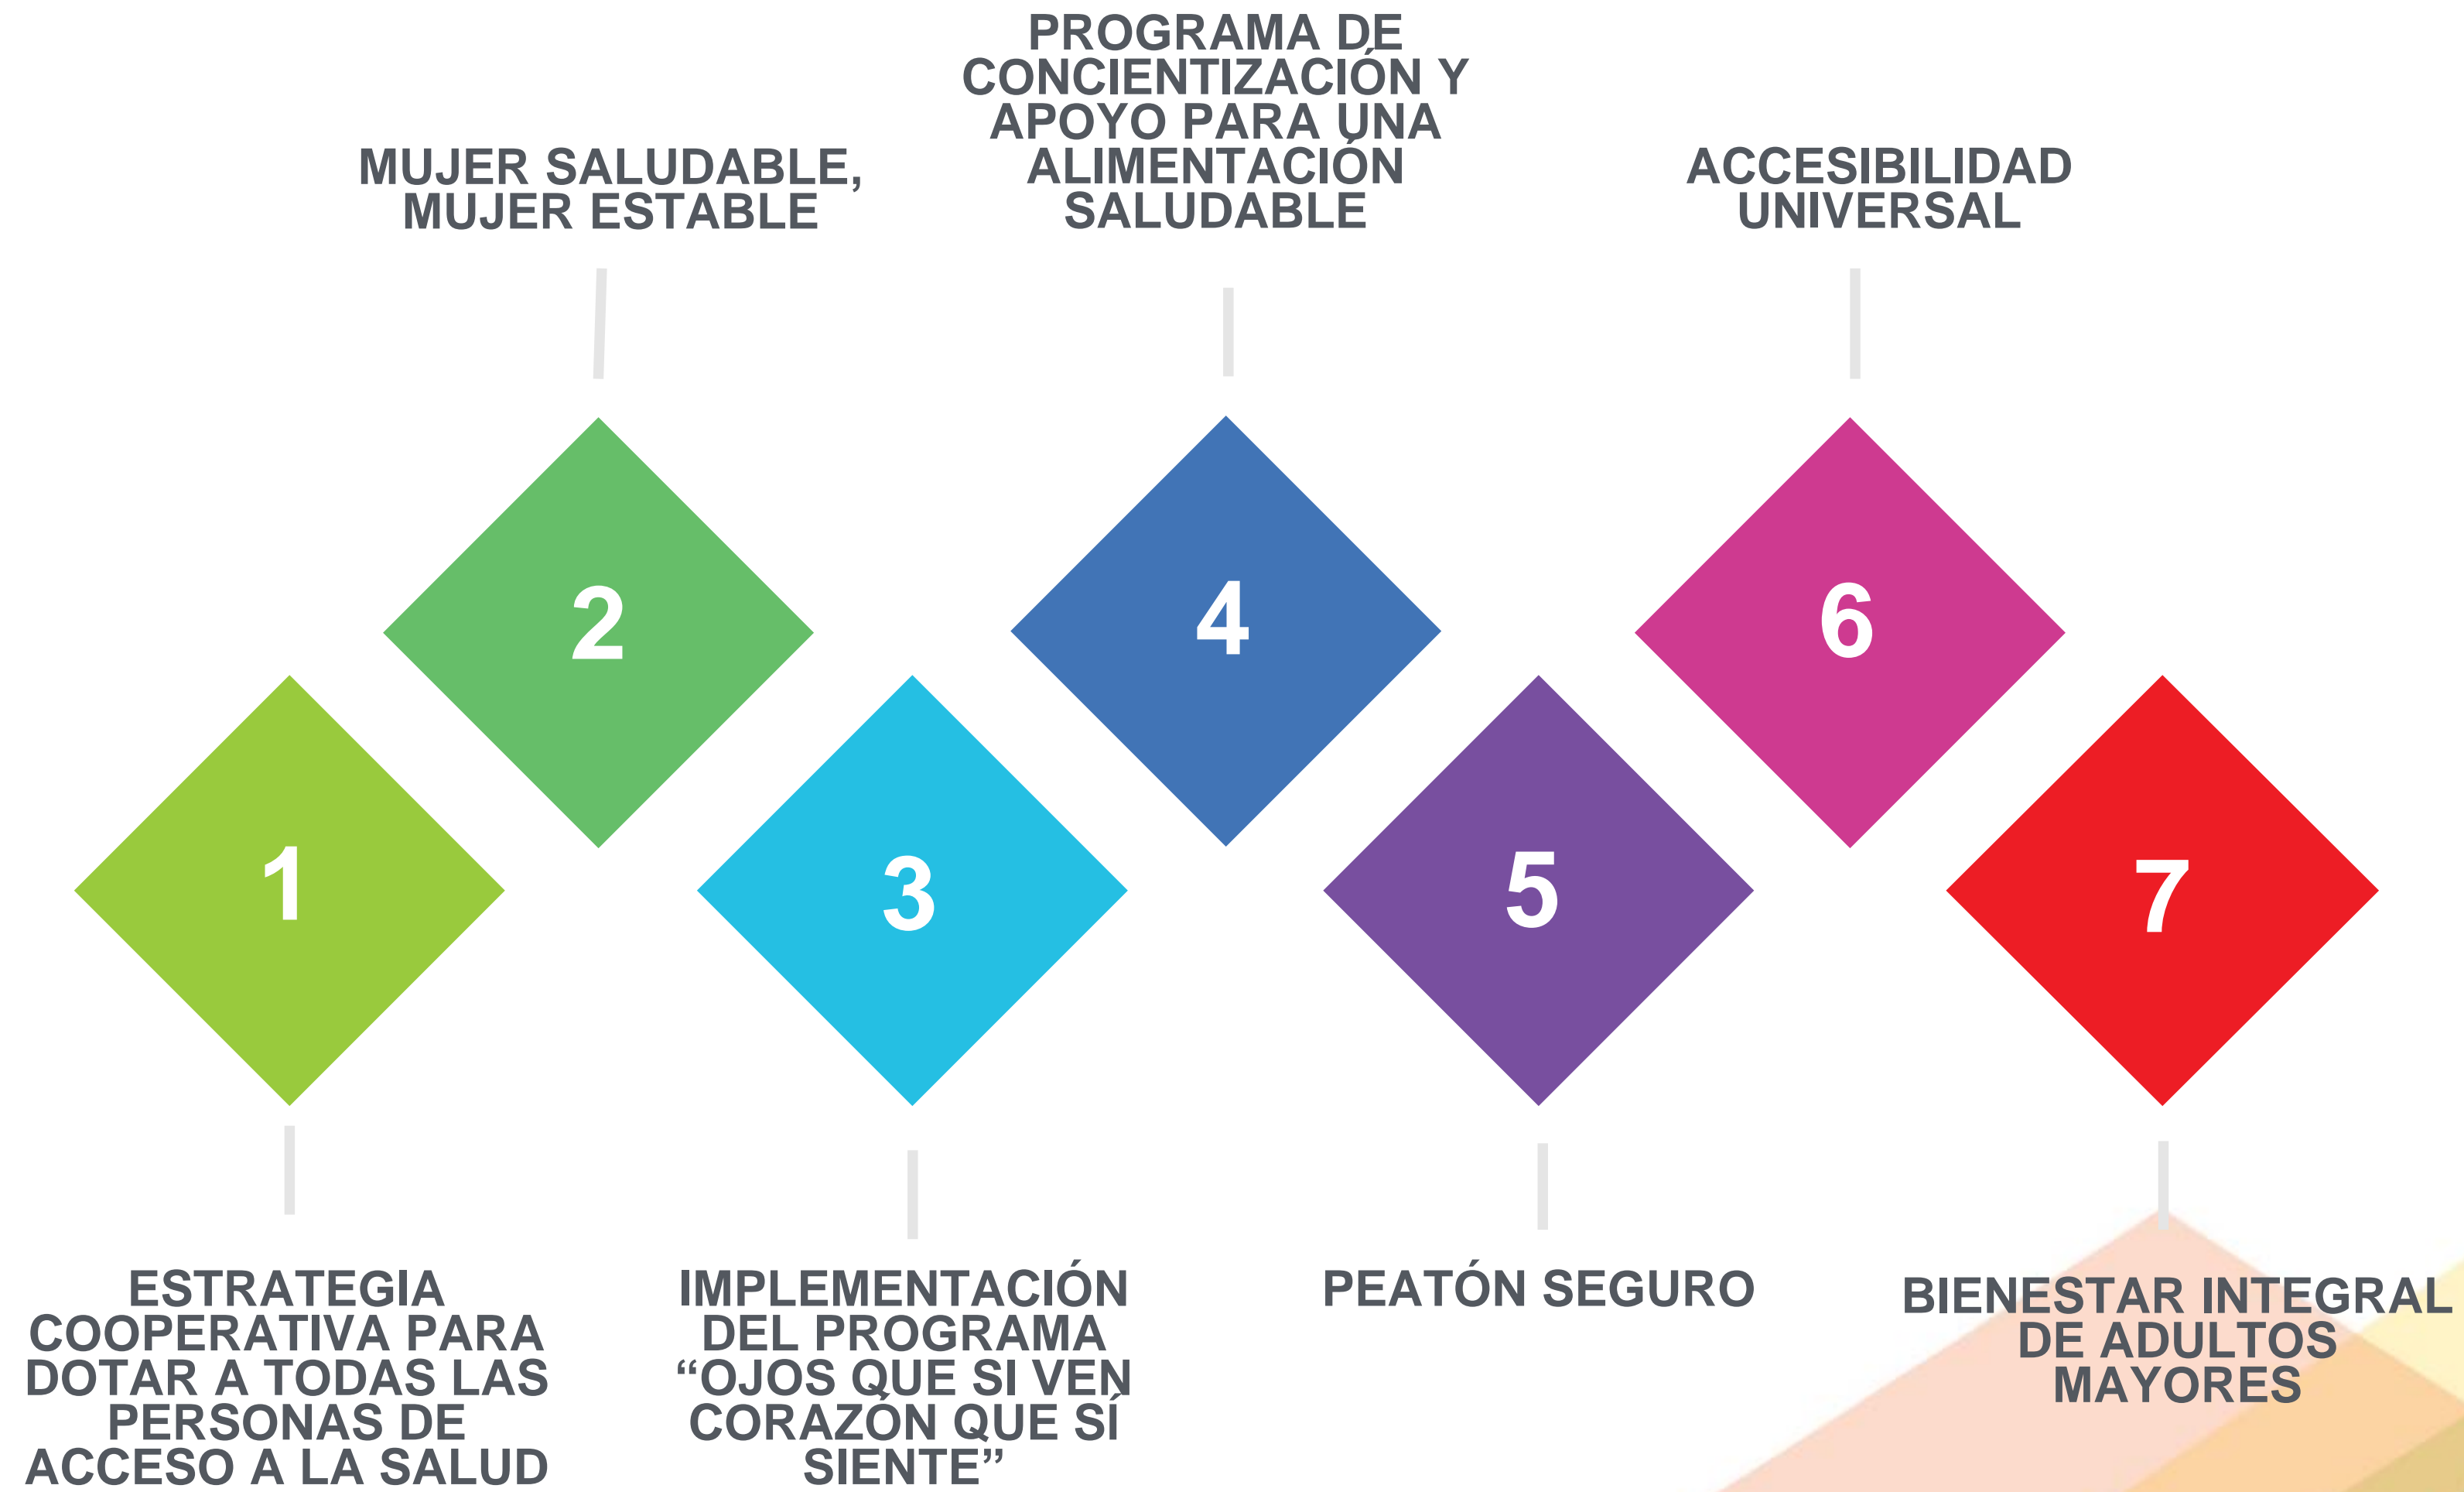 PROGRAMA DE
CONCIENTIZACIÓN Y
APOYO PARA UNA
ALIMENTACIÓN
SALUDABLE
MUJER SALUDABLE,
MUJER ESTABLE
ACCESIBILIDAD
UNIVERSAL
2
4
6
1
3
5
7
ESTRATEGIA
COOPERATIVA PARA
DOTAR A TODAS LAS
PERSONAS DE
ACCESO A LA SALUD
IMPLEMENTACIÓN
DEL PROGRAMA
“OJOS QUE SI VEN
CORAZÓN QUE SI
SIENTE”
PEATÓN SEGURO
BIENESTAR INTEGRAL
DE ADULTOS
MAYORES